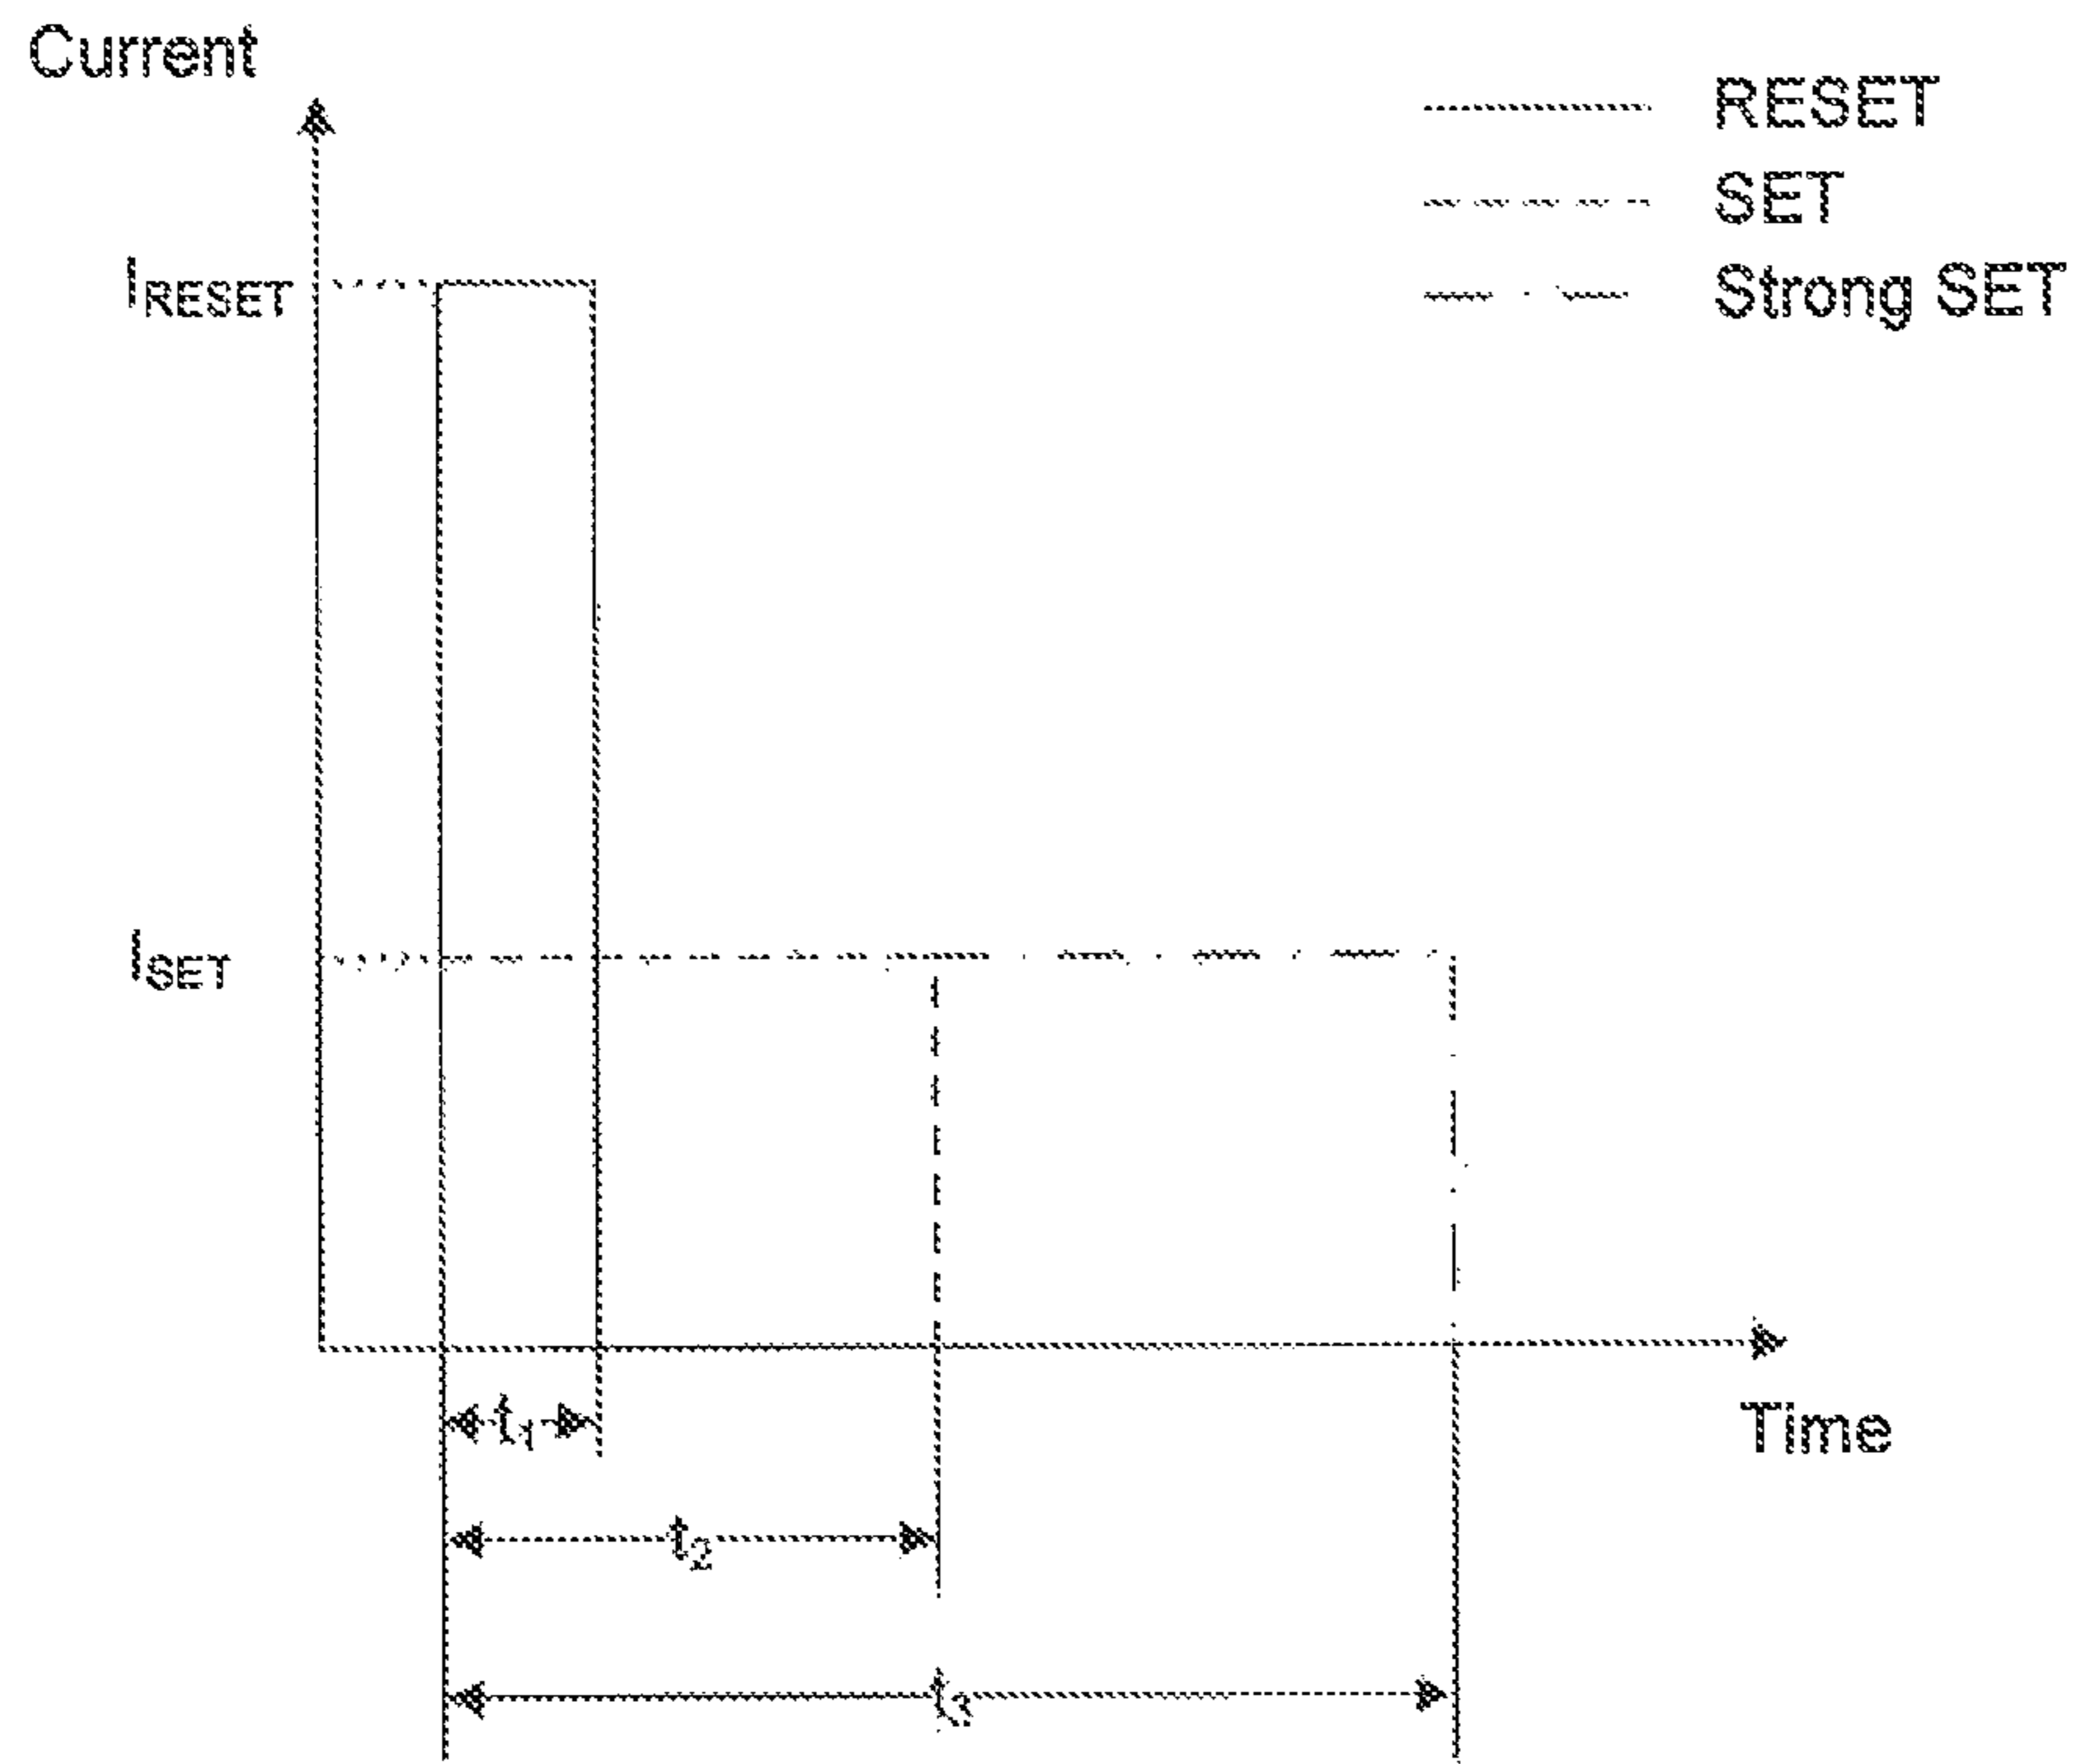 Current
RESET
SET
Strong SET
IRESET
ISET
t1
Time
t2
t3